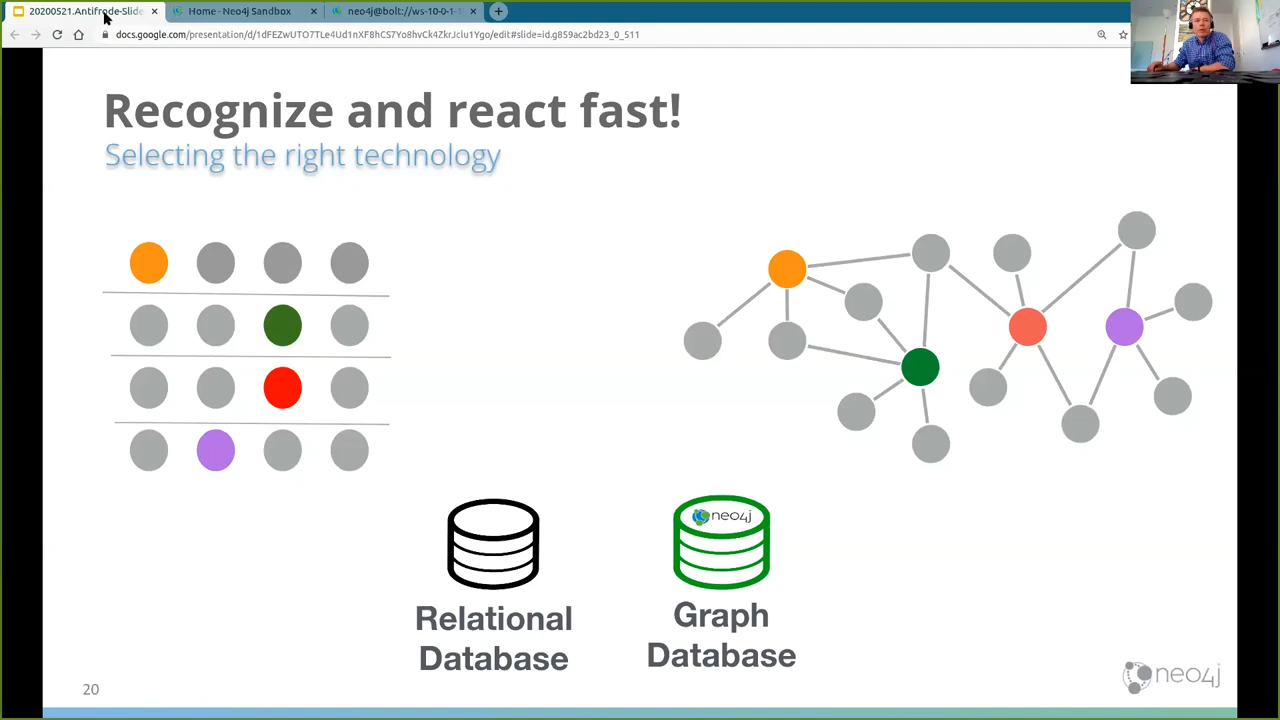 20200521.Antifrode-Slide
Home - Neo4j Sandbox
neo4j@bolt://ws-10-0-1-1
docs.google.com/presentation/d/1dFEZwUTO7TLe4Ud1nXF8hCS7Yo8hvCk4ZkrJclu1Ygo/edit#slide=id.g859ac2bd23_0_511
Recognize and react fast!
Selecting the right technology
neo4j
Relational
Database
Graph
Database
20
neo4j